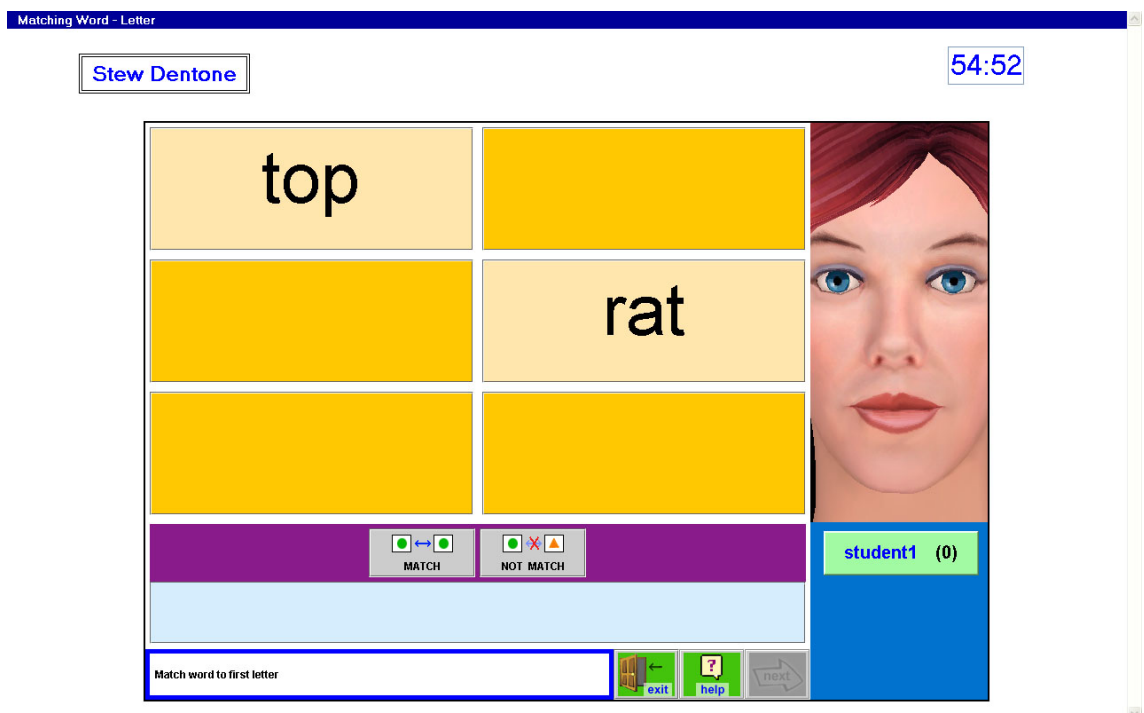 Matching Word - Letter
Stew Dentone
54:52
top
rat
MATCH
NOT MATCH
student1 (0)
Match word to first letter
exit
?
help
next